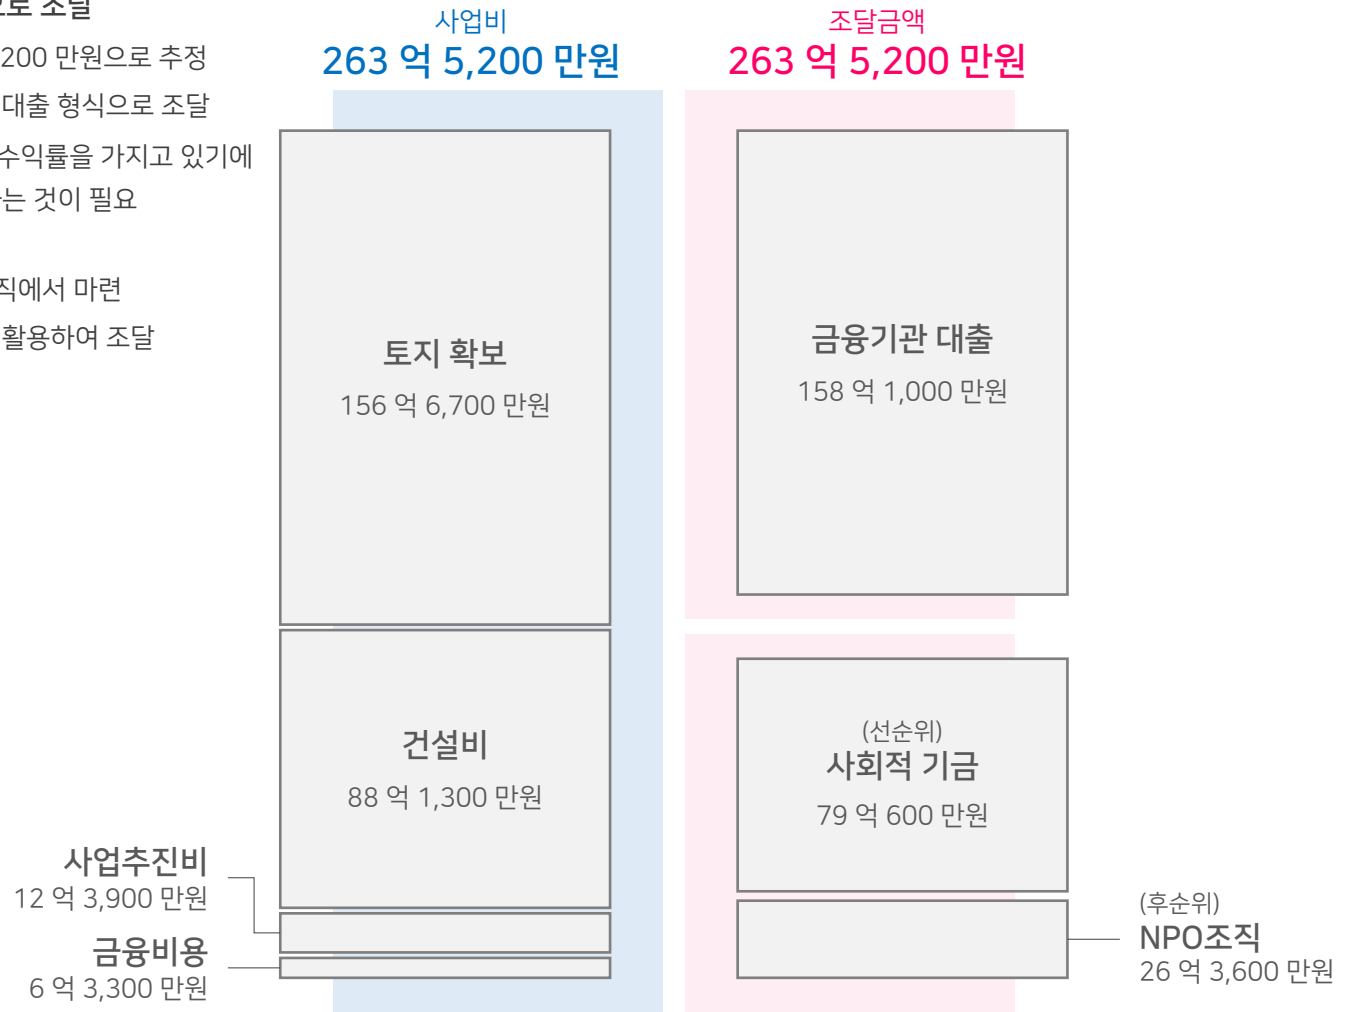 으로 조달
200 만원으로 추정
대출 형식으로 조달
수익률을 가지고 있기에
는 것이 필요
직에서 마련
활용하여 조달
사업비
263 억 5,200 만원
토지 확보
156 억 6,700 만원
건설비
88 억 1,300 만원
사업추진비
12 억 3,900 만원
금융비용
6 억 3,300 만원
조달금액
263 억 5,200 만원
금융기관 대출
158 억 1,000 만원
(선순위)
사회적 기금
79 억 600 만원
(후순위)
NPO조직
26 억 3,600 만원